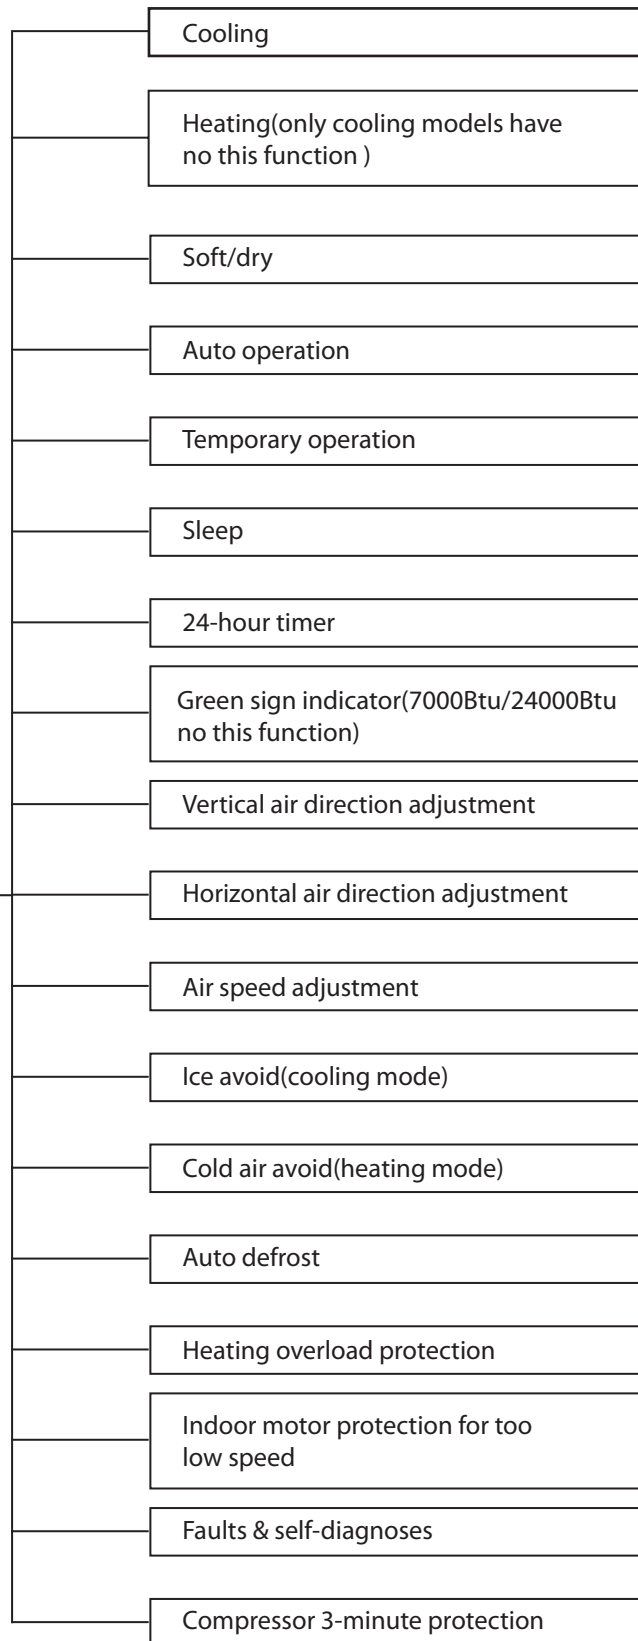 Cooling
Heating(only cooling models have
no this function )
Soft/dry
Auto operation
Temporary operation
Sleep
24-hour timer
Green sign indicator(7000Btu/24000Btu
no this function)
Vertical air direction adjustment
Horizontal air direction adjustment
Air speed adjustment
Ice avoid(cooling mode)
Cold air avoid(heating mode)
Auto defrost
Heating overload protection
Indoor motor protection for too
low speed
Faults & self-diagnoses
Compressor 3-minute protection